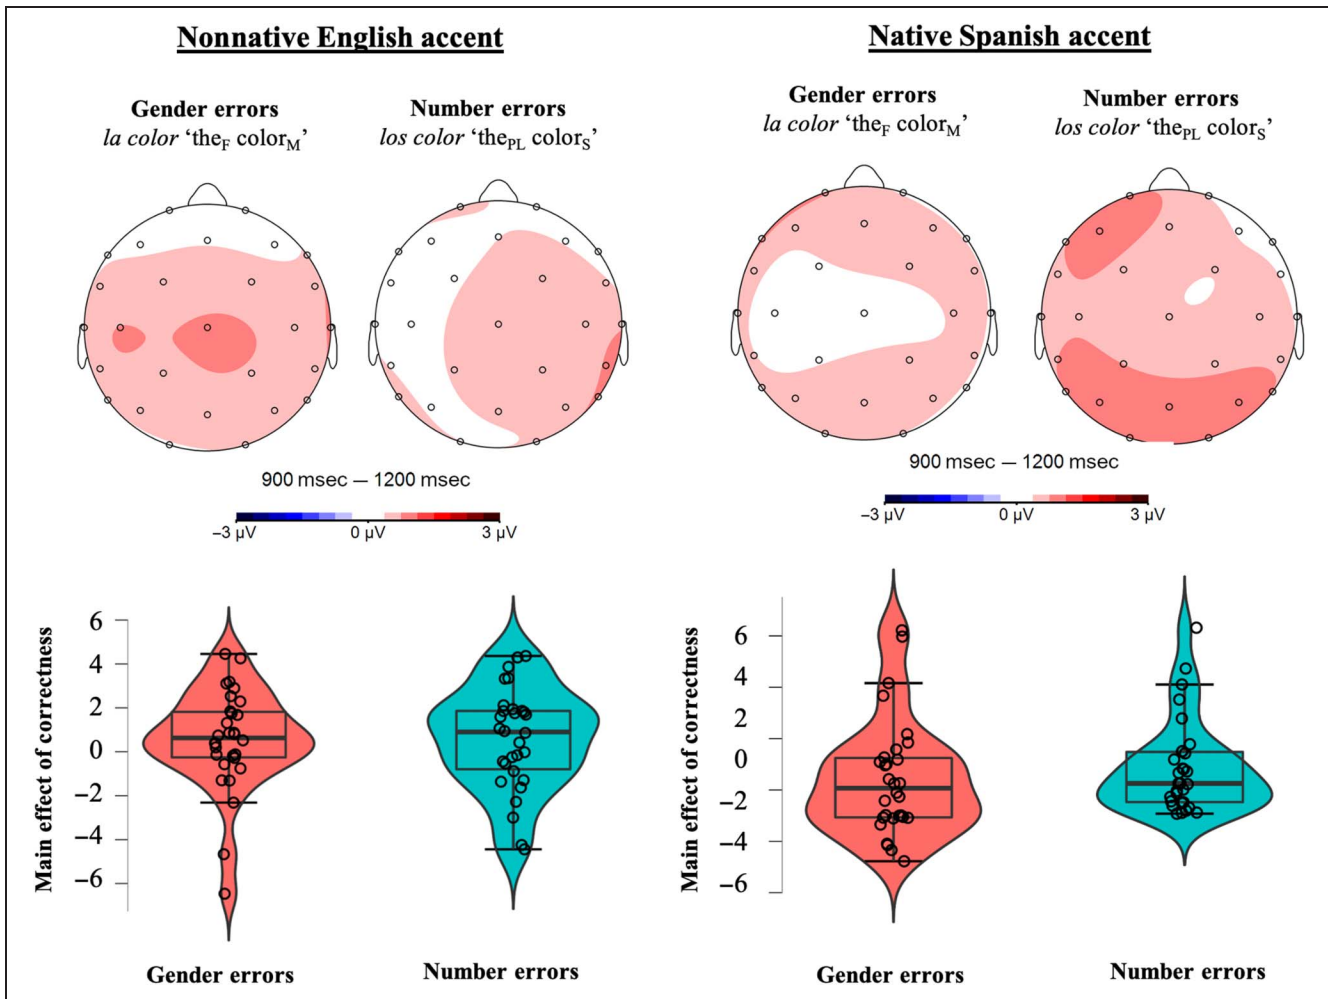 Nonnative English accent
Gender errors
la color ‘theF colorM’
Number errors
los color ‘thePL colorS’
900 msec — 1200 msec
−3 µV
0 µV
3 µV
Main effect of correctness
6
4
2
0
−2
−4
−6
Gender errors
Number errors
Native Spanish accent
Gender errors
la color ‘theF colorM’
Number errors
los color ‘thePL colorS’
900 msec — 1200 msec
−3 µV
0 µV
3 µV
Main effect of correctness
6
4
2
0
−2
−4
−6
Gender errors
Number errors